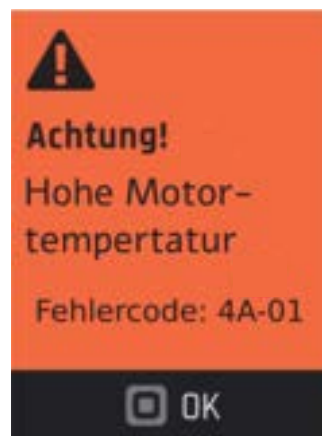 Achtung!
Hohe Motor-
tempertatur
Fehlercode: 4A-01
OK